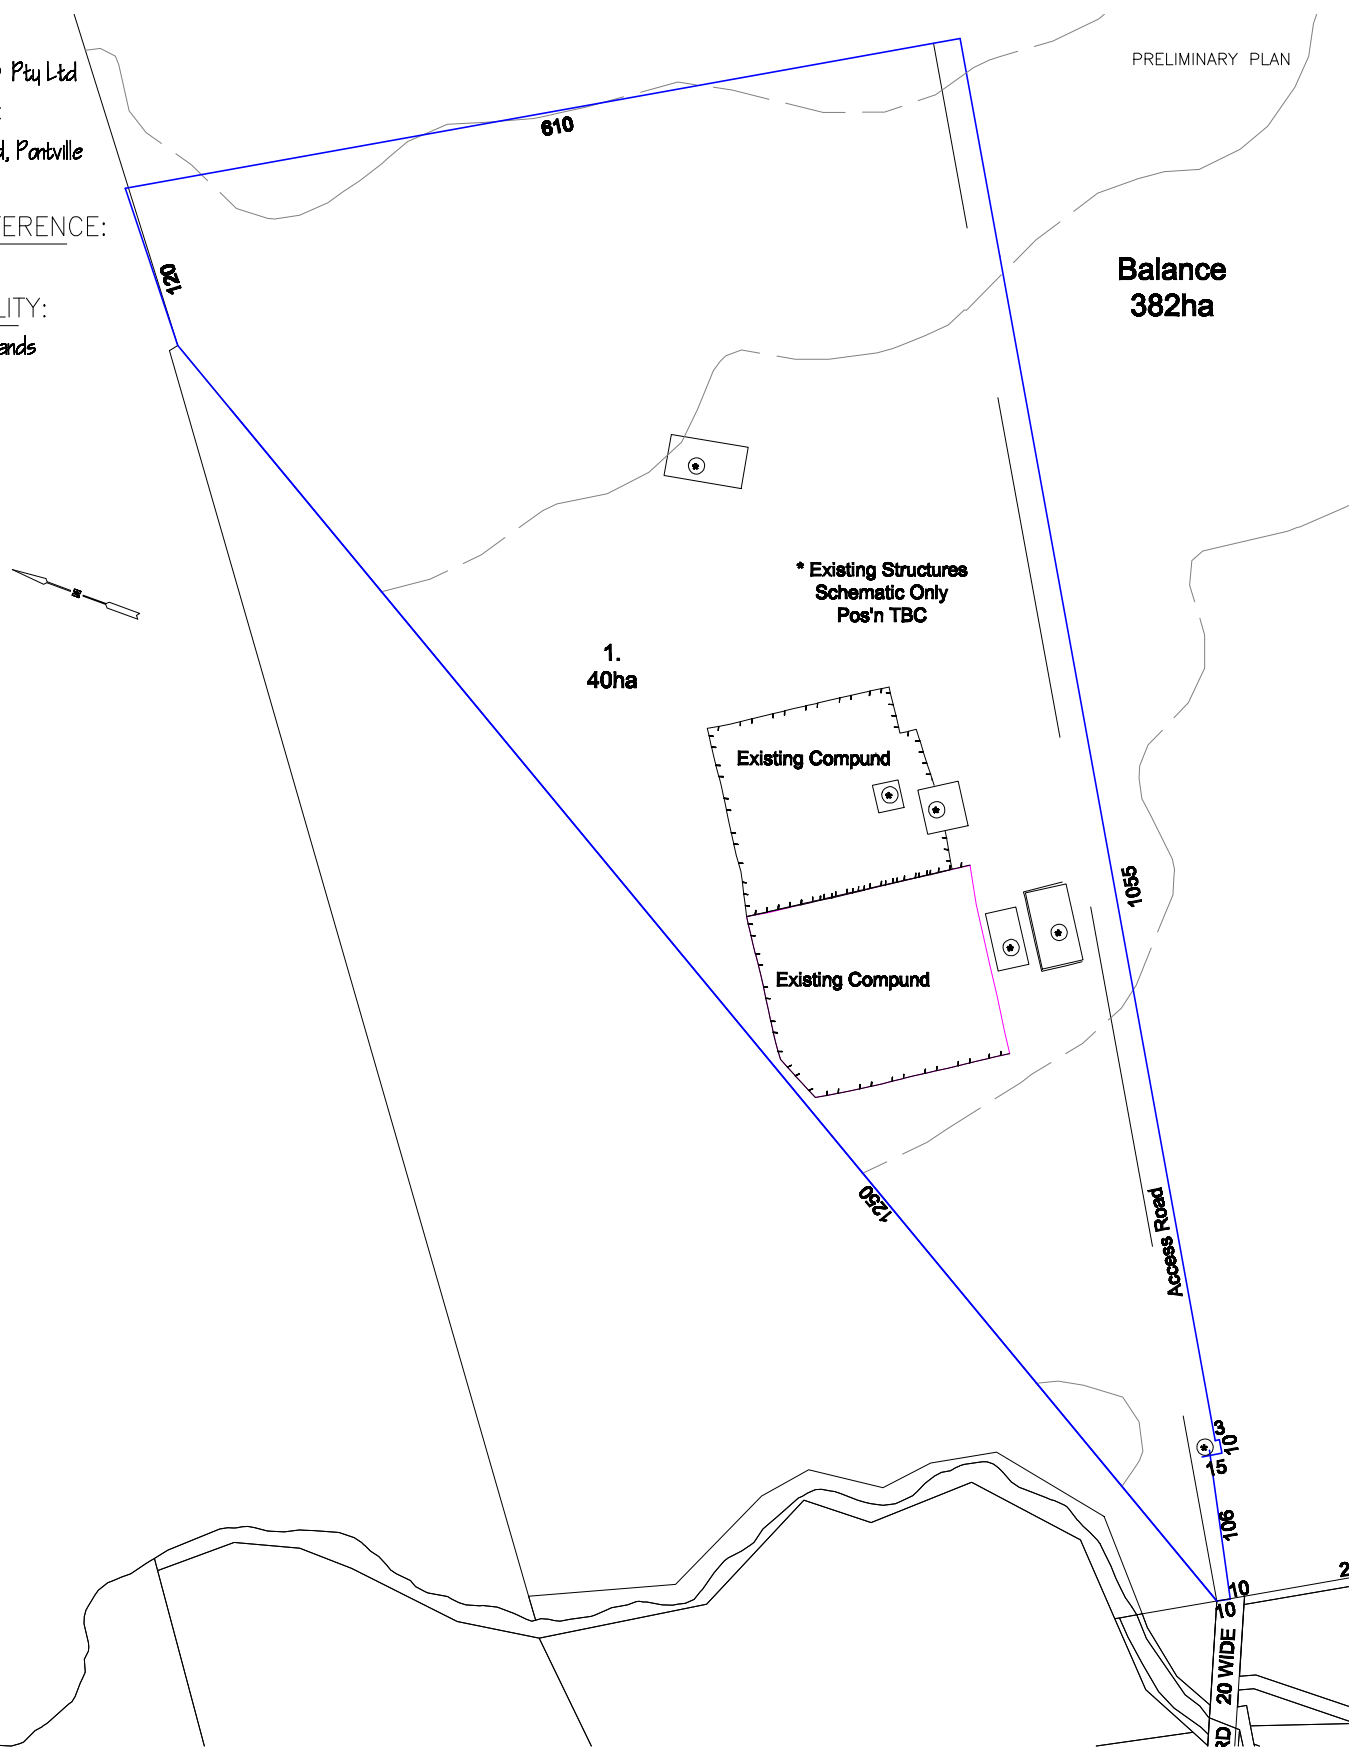 PRELIMINARY PLAN
Pty Ltd
Pontville
ERENCE:
LITY:
ands
610
120
Balance
382ha
* Existing Structures
Schematic Only
Pos'n TBC
1.
40ha
Existing Compund
1055
Existing Compund
1250
Access Road
3
10
15
106
10
10
2
20 WIDE
RD